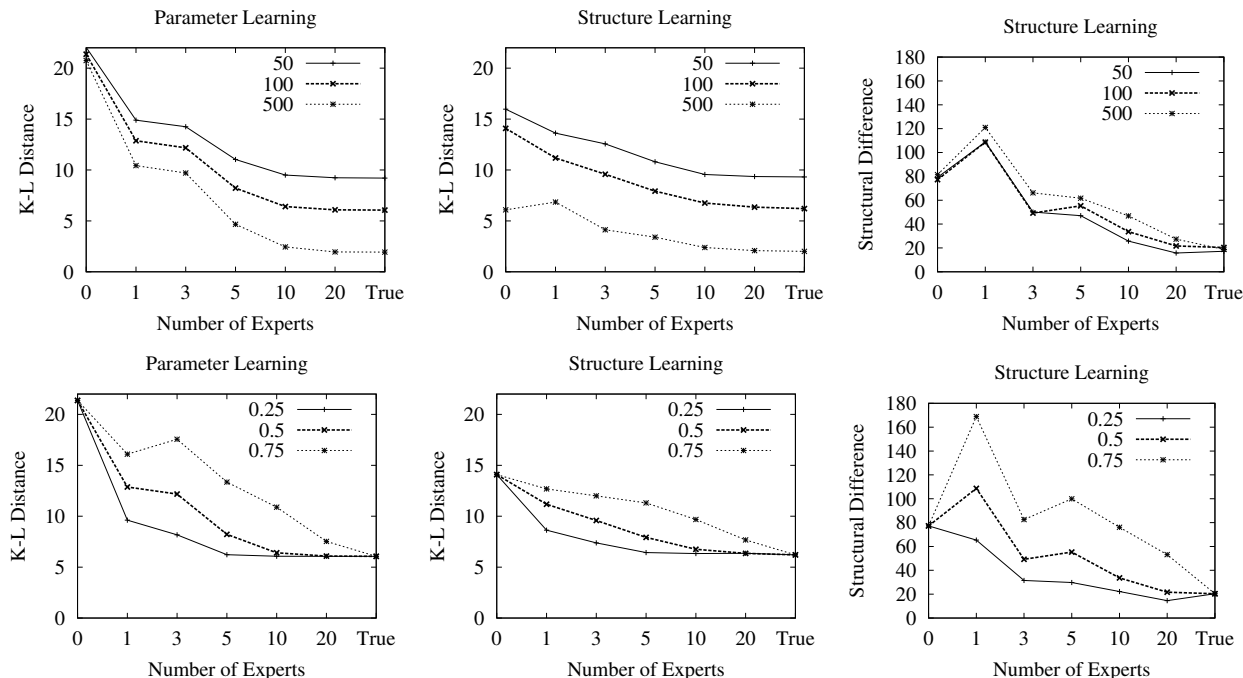 Parameter Learning
50
100
500
K-L Distance
20
15
10
5
0
0 1 3 5 10 20 True
Number of Experts
Structure Learning
50
100
500
K-L Distance
20
15
10
5
0
0 1 3 5 10 20 True
Number of Experts
Structure Learning
50
100
500
Structural Difference
180
160
140
120
100
80
60
40
20
0
0 1 3 5 10 20 True
Number of Experts
Parameter Learning
0.25
0.5
0.75
K-L Distance
20
15
10
5
0
0 1 3 5 10 20 True
Number of Experts
Structure Learning
0.25
0.5
0.75
K-L Distance
20
15
10
5
0
0 1 3 5 10 20 True
Number of Experts
Structure Learning
0.25
0.5
0.75
Structural Difference
180
160
140
120
100
80
60
40
20
0
0 1 3 5 10 20 True
Number of Experts